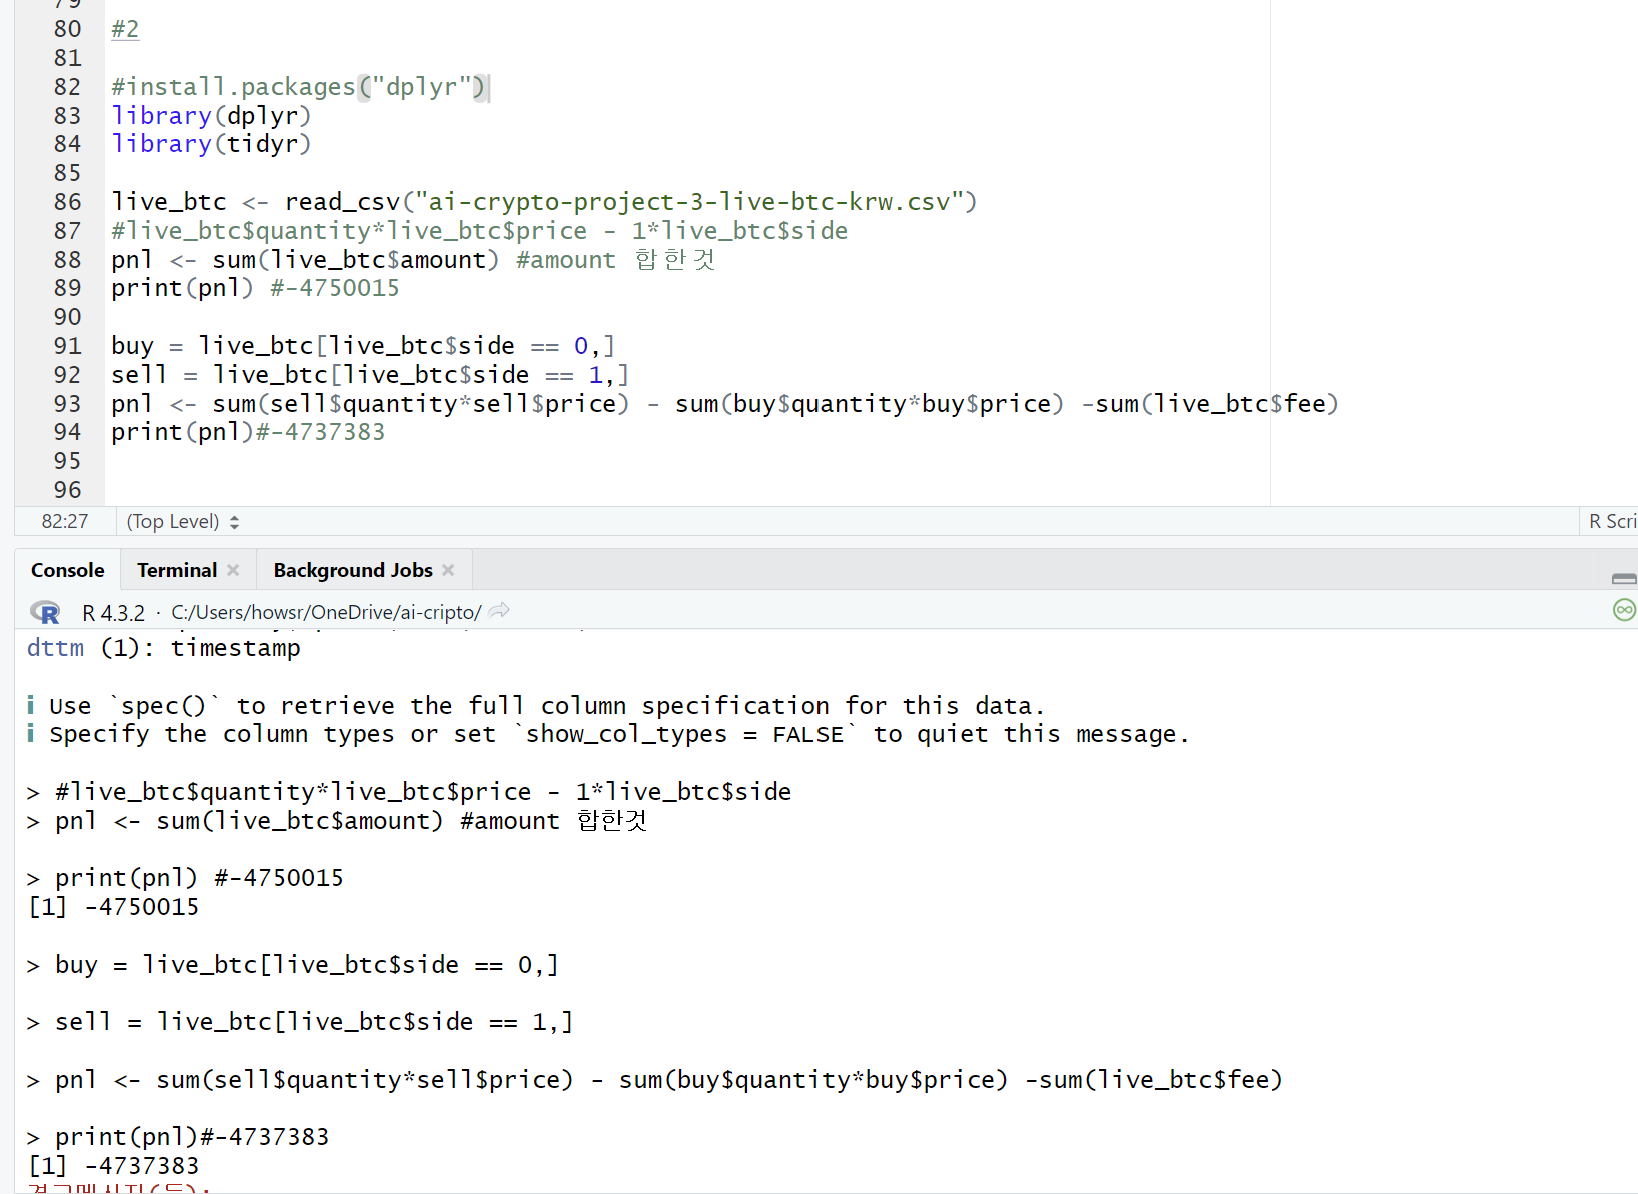 79
80 #2
81
82 #install.packages("dplyr")
83 library(dplyr)
84 library(tidyr)
85
86 live_btc <- read_csv("ai-crypto-project-3-live-btc-krw.csv")
87 #live_btc$quantity*live_btc$price - 1*live_btc$side
88 pnl <- sum(live_btc$amount) #amount 합한것
89 print(pnl) #-4750015
90
91 buy = live_btc[live_btc$side == 0,]
92 sell = live_btc[live_btc$side == 1,]
93 pnl <- sum(sell$quantity*sell$price) - sum(buy$quantity*buy$price) -sum(live_btc$fee)
94 print(pnl)#-4737383
95
96
82:27 (Top Level) R Scri
Console Terminal Background Jobs
R 4.3.2 · C:/Users/howsr/OneDrive/ai-cripto/
dttm (1): timestamp
i Use `spec()` to retrieve the full column specification for this data.
i Specify the column types or set `show_col_types = FALSE` to quiet this message.
> #live_btc$quantity*live_btc$price - 1*live_btc$side
> pnl <- sum(live_btc$amount) #amount 합한것
> print(pnl) #-4750015
[1] -4750015
> buy = live_btc[live_btc$side == 0,]
> sell = live_btc[live_btc$side == 1,]
> pnl <- sum(sell$quantity*sell$price) - sum(buy$quantity*buy$price) -sum(live_btc$fee)
> print(pnl)#-4737383
[1] -4737383
경고메시지(들):